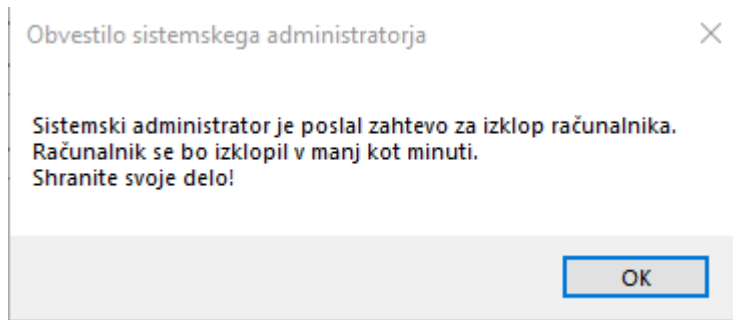 Obvestilo sistemskega administratorja
Sistemski administrator je poslal zahtevo za izklop računalnika.
Računalnik se bo izklopil v manj kot minuti.
Shranite svoje delo!
OK